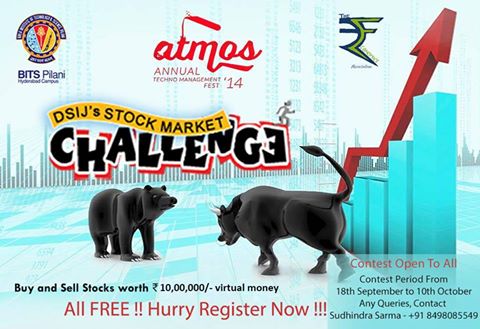 BITS Pilani
Hyderabad Campus
atmos
ANNUAL
TECHNO MANAGEMENT
FEST '14
The
DSIJ's STOCK MARKET
CHALLENGE
Buy and Sell Stocks worth ₹ 10,00,000/- virtual money
All FREE !! Hurry Register Now !!!
Contest Open To All
Contest Period From
18th September to 10th October
Any Queries, Contact
Sudhindra Sarma - +91 8498085549